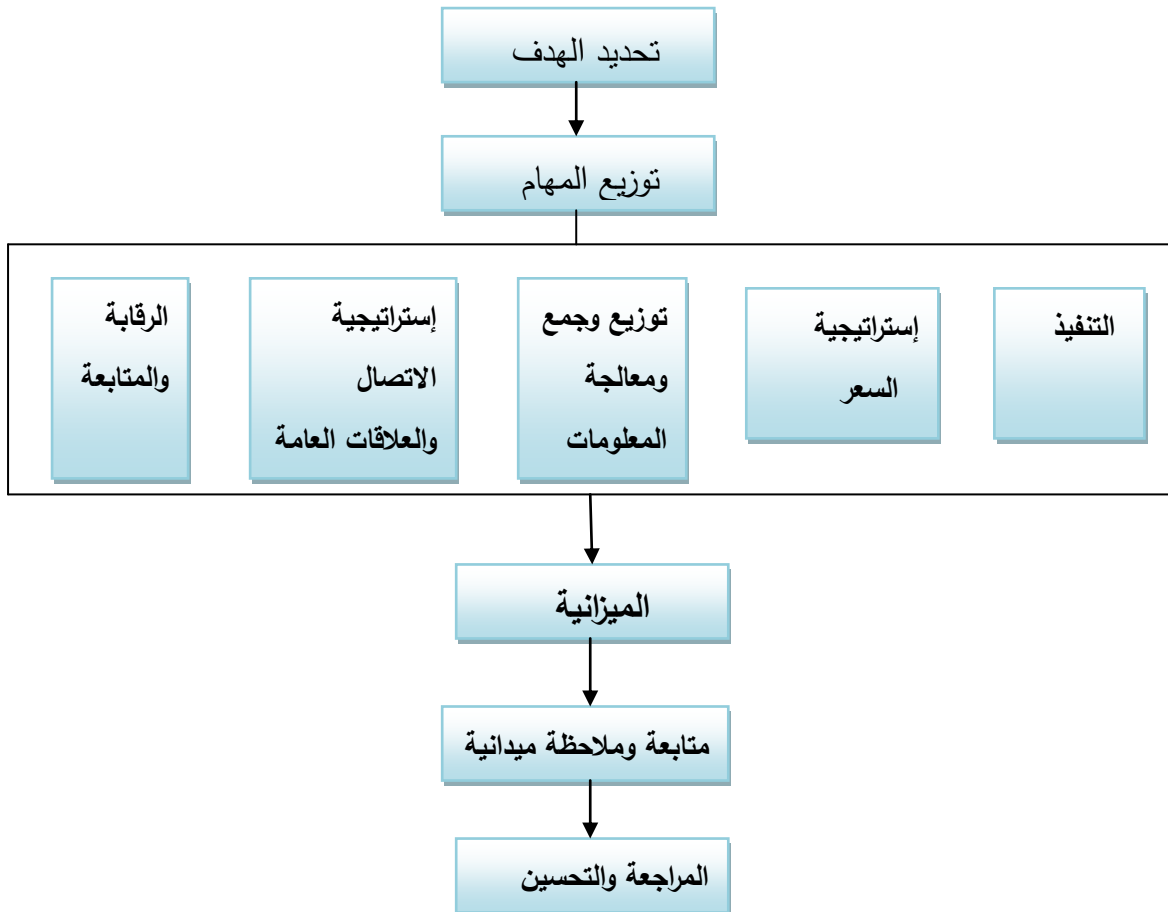 تحديد الهدف
توزيع المهام
التنفيذ
إستراتيجية
السعر
توزيع وجمع
ومعالجة
المعلومات
إستراتيجية
الاتصال
والعلاقات العامة
الرقابة
والمتابعة
الميزانية
متابعة وملاحظة ميدانية
المراجعة والتحسين